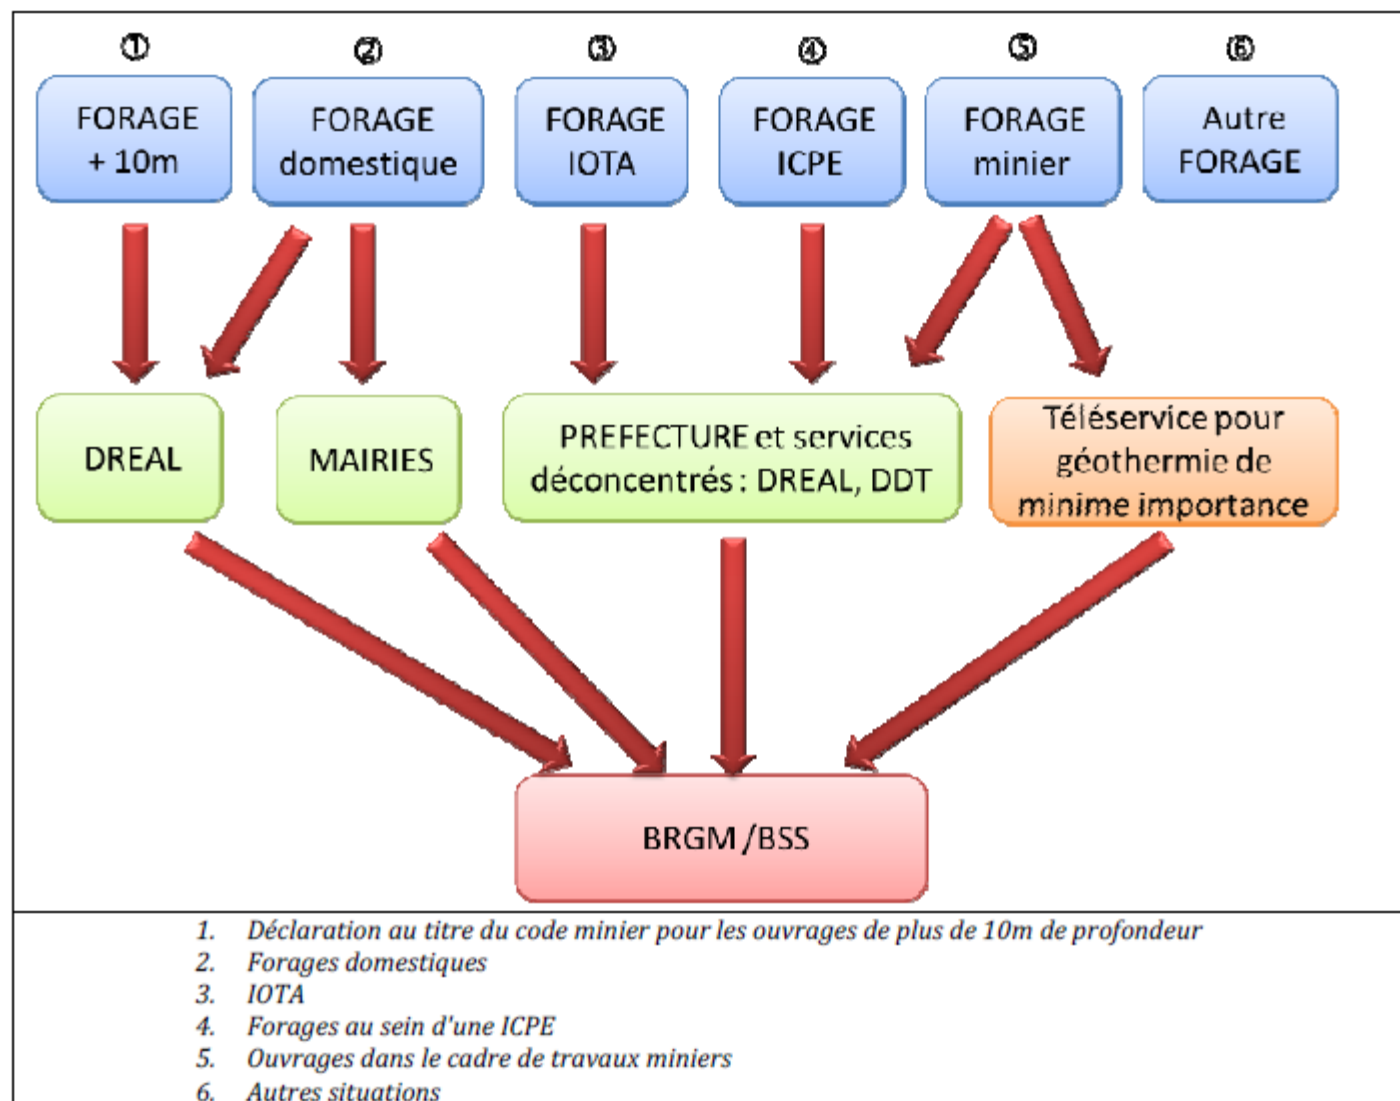 ① ② ③ ④ ⑤ ⑥
FORAGE
+ 10m
FORAGE
domestique
FORAGE
IOTA
FORAGE
ICPE
FORAGE
minier
Autre
FORAGE
DREAL
MAIRIES
PREFECTURE et services
déconcentrés : DREAL, DDT
Téléservice pour
géothermie de
minime importance
BRGM /BSS
1. Déclaration au titre du code minier pour les ouvrages de plus de 10m de profondeur
2. Forages domestiques
3. IOTA
4. Forages au sein d'une ICPE
5. Ouvrages dans le cadre de travaux miniers
6. Autres situations